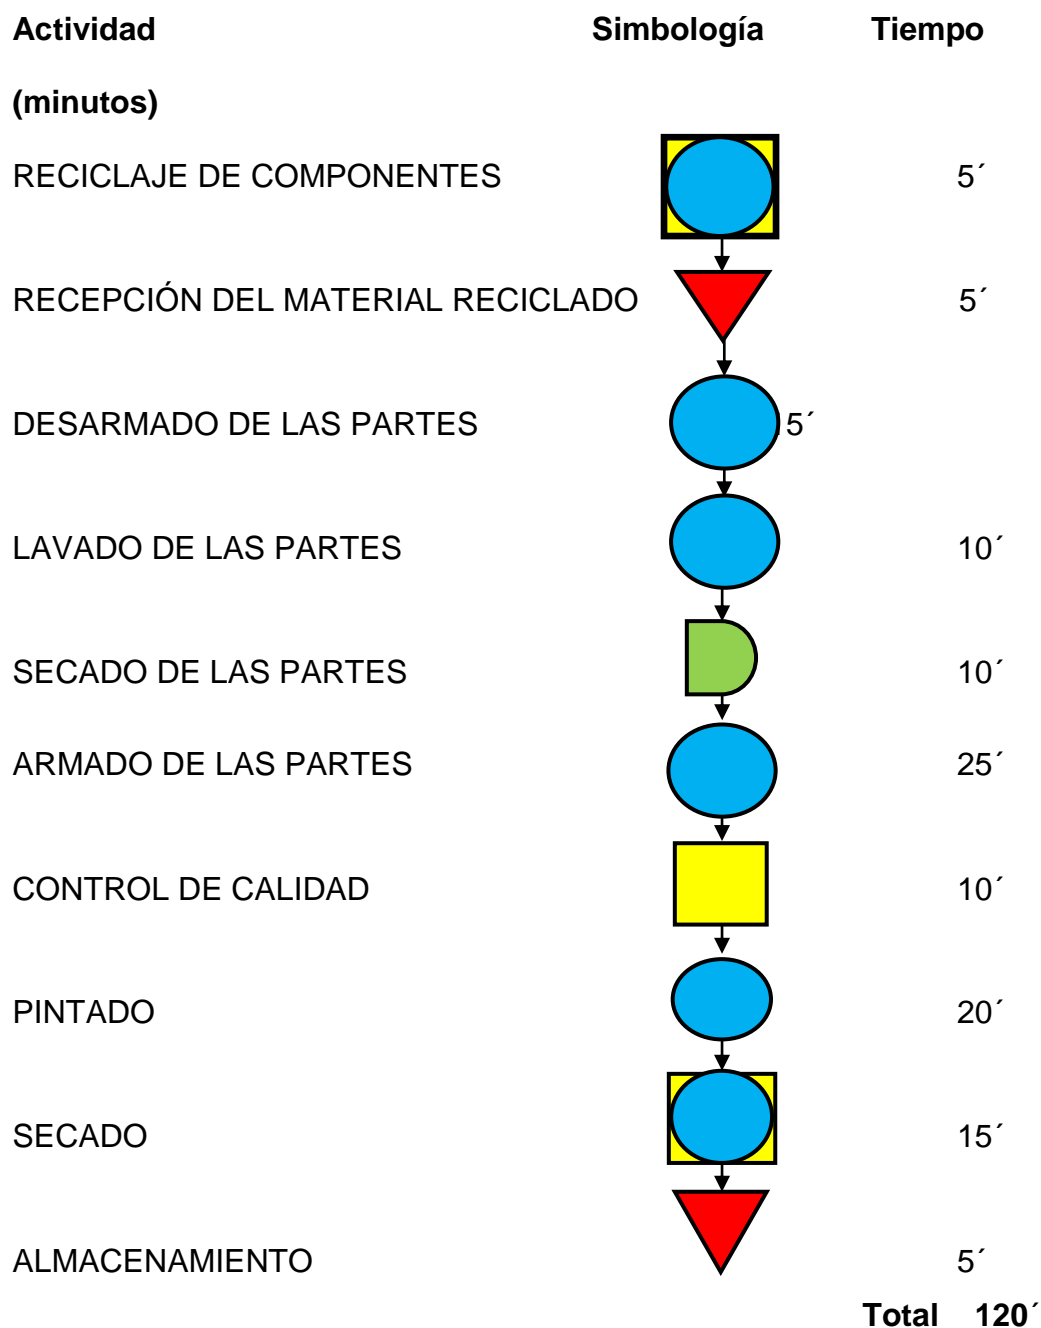 Actividad Simbología Tiempo
(minutos)
RECICLAJE DE COMPONENTES 5´
RECEPCIÓN DEL MATERIAL RECICLADO 5´
DESARMADO DE LAS PARTES 5´
LAVADO DE LAS PARTES 10´
SECADO DE LAS PARTES 10´
ARMADO DE LAS PARTES 25´
CONTROL DE CALIDAD 10´
PINTADO 20´
SECADO 15´
ALMACENAMIENTO 5´
Total 120´